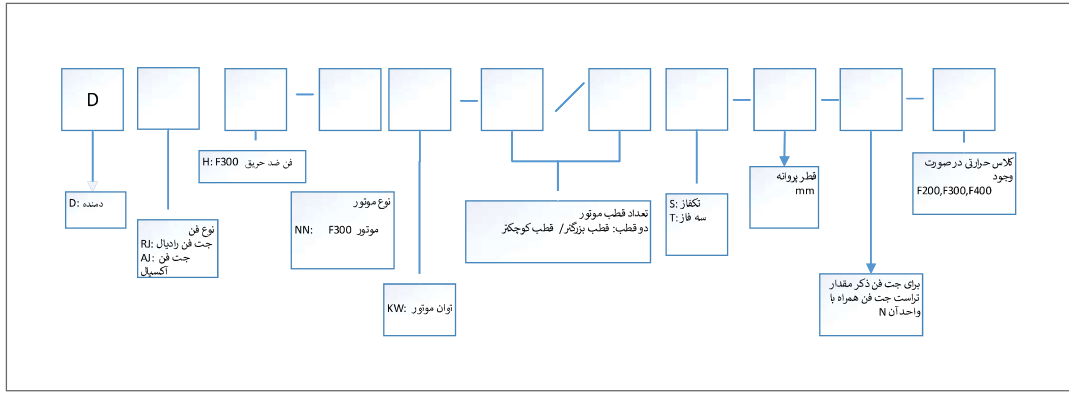 D
D: دمنده
نوع فن
RJ: جت فن رادیال
AJ: جت فن
آکسیال
H: F300 فن ضد حریق
نوع موتور
NN: F300 موتور
KW: توان موتور
تعداد قطب موتور
دو قطب: قطب بزرگتر/ قطب کوچکتر
S: تکفاز
T: سه فاز
قطر پروانه
mm
برای جت فن ذکر مقدار
تراست جت فن همراه با
واحد آن N
کلاس حرارتی در صورت
وجود
F200,F300,F400